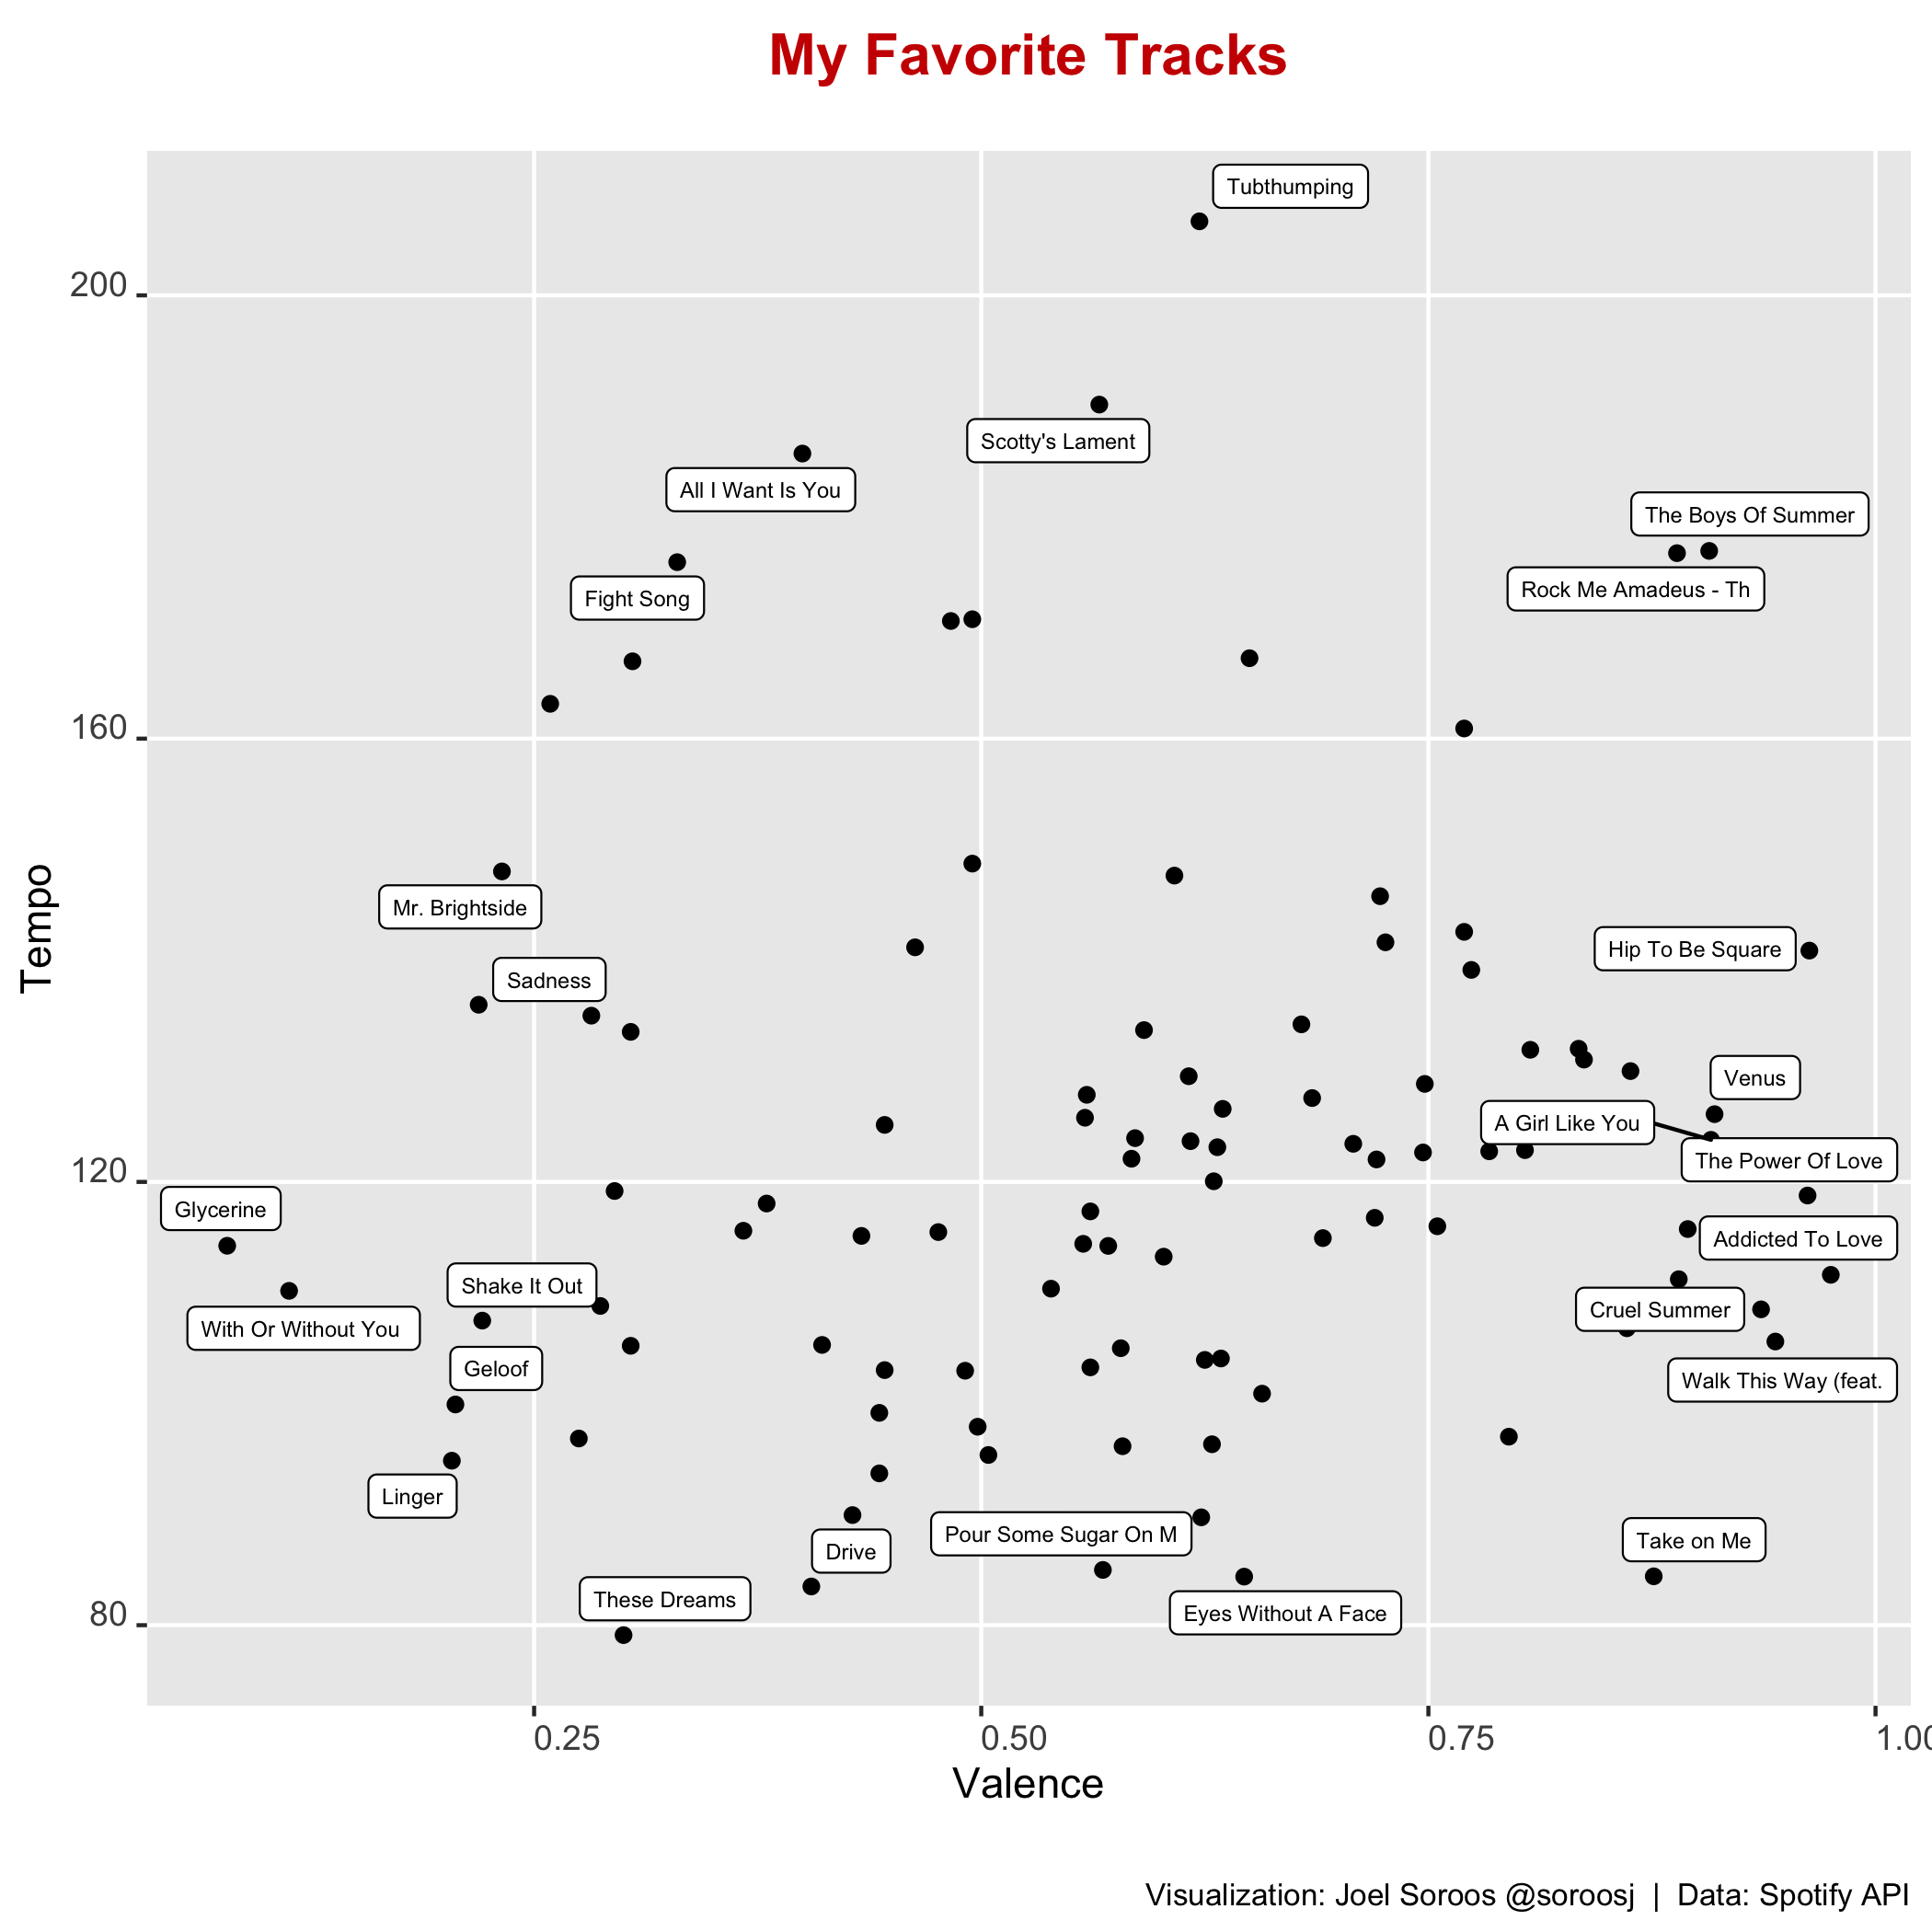 My Favorite Tracks
Tubthumping
200
Scotty's Lament
All I Want Is You
The Boys Of Summer
Rock Me Amadeus - Th
Fight Song
160
Mr. Brightside
Hip To Be Square
Sadness
Tempo
Venus
A Girl Like You
The Power Of Love
120
Glycerine
Addicted To Love
Shake It Out
Cruel Summer
With Or Without You
Geloof
Walk This Way (feat.
Linger
Pour Some Sugar On M
Take on Me
Drive
These Dreams
Eyes Without A Face
80
0.25 0.50 0.75 1.00
Valence
Visualization: Joel Soroos @soroosj | Data: Spotify API